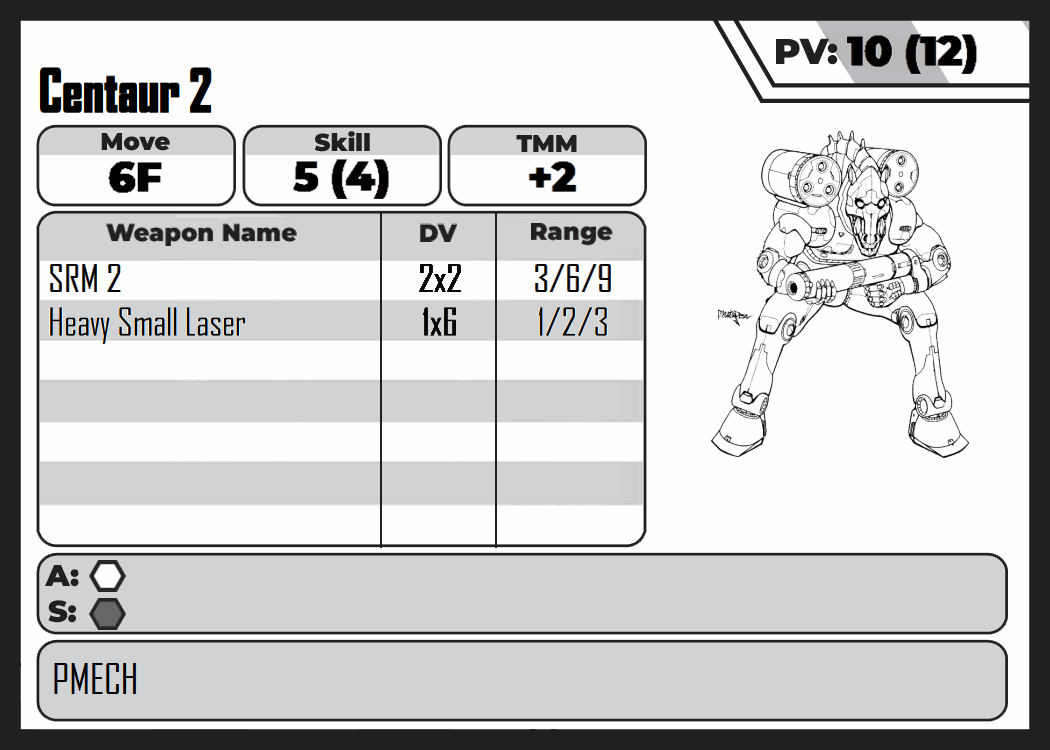 PV: 10 (12)
Centaur 2
Move Skill TMM
6F 5 (4) +2
Weapon Name DV Range
SRM 2 2x2 3/6/9
Heavy Small Laser 1x6 1/2/3
A:
S:
PMECH